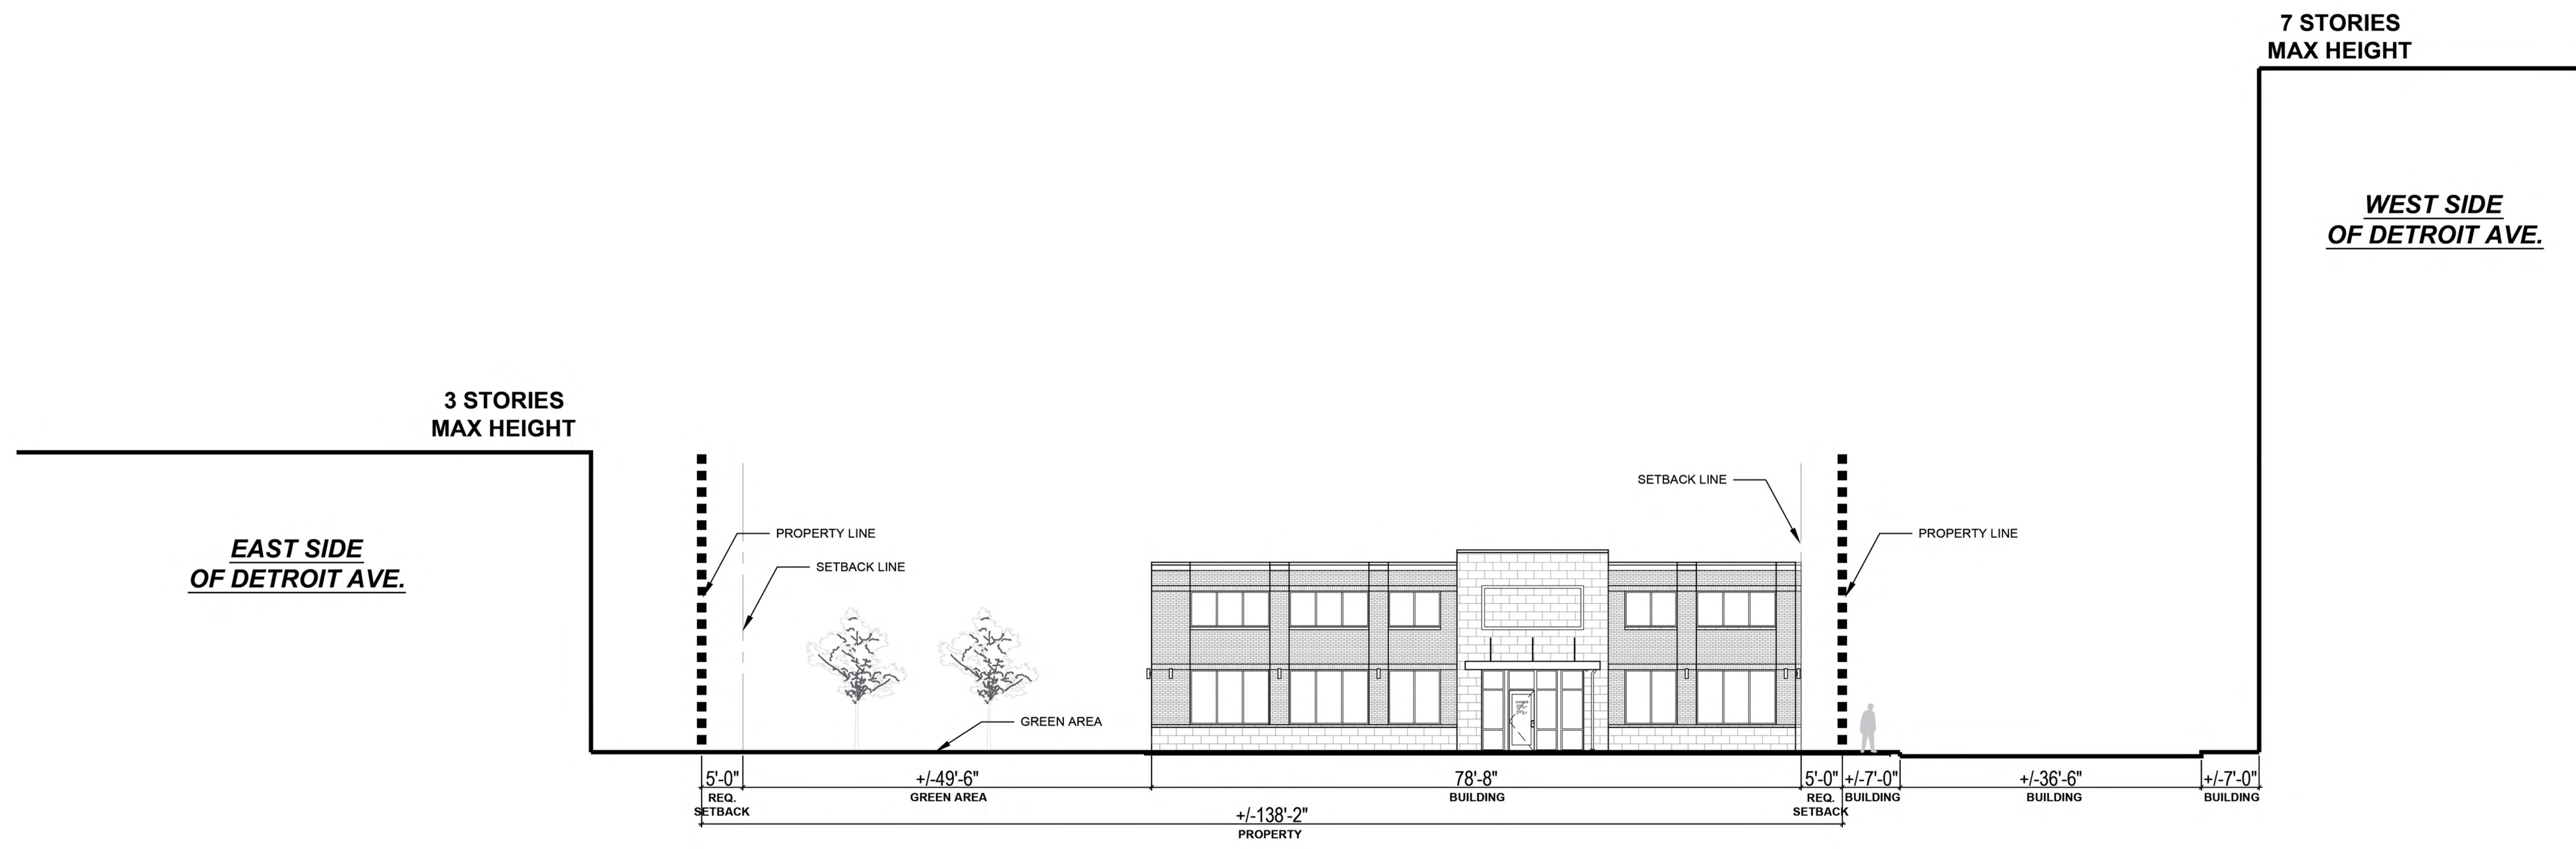 7 STORIES
MAX HEIGHT
WEST SIDE
OF DETROIT AVE.
3 STORIES
MAX HEIGHT
EAST SIDE
OF DETROIT AVE.
PROPERTY LINE
SETBACK LINE
GREEN AREA
SETBACK LINE
PROPERTY LINE
5'-0"
REQ.
SETBACK
+/-49'-6"
GREEN AREA
78'-8"
BUILDING
5'-0"
REQ.
SETBACK
+/-7'-0"
BUILDING
+/-36'-6"
BUILDING
+/-7'-0"
BUILDING
+/-138'-2"
PROPERTY